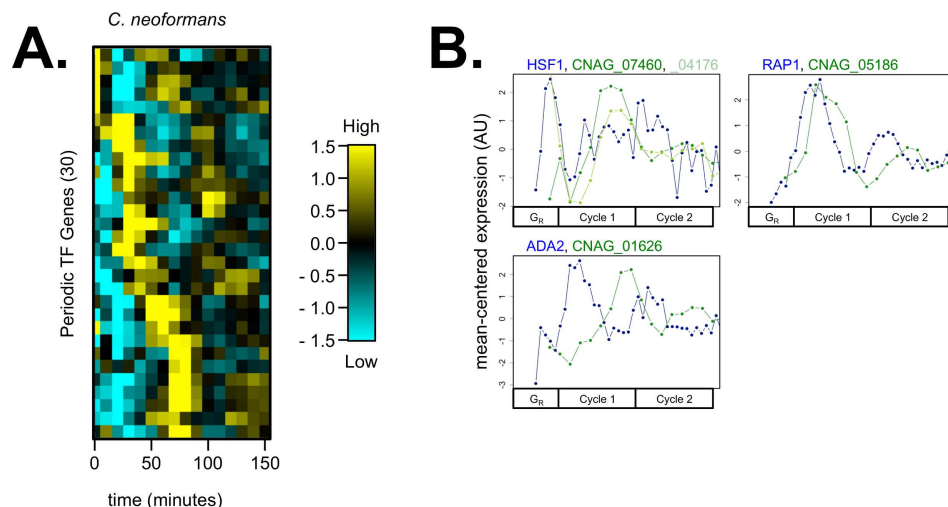 A.
C. neoformans
Periodic TF Genes (30)
High
1.5
1.0
0.5
0.0
- 0.5
- 1.0
- 1.5
Low
0 50 100 150
time (minutes)
B.
mean-centered expression (AU)
HSF1, CNAG_07460, _04176
2
1
0
-1
-2
GR Cycle 1 Cycle 2
RAP1, CNAG_05186
2
1
0
-1
-2
GR Cycle 1 Cycle 2
ADA2, CNAG_01626
2
1
0
-1
-2
-3
GR Cycle 1 Cycle 2